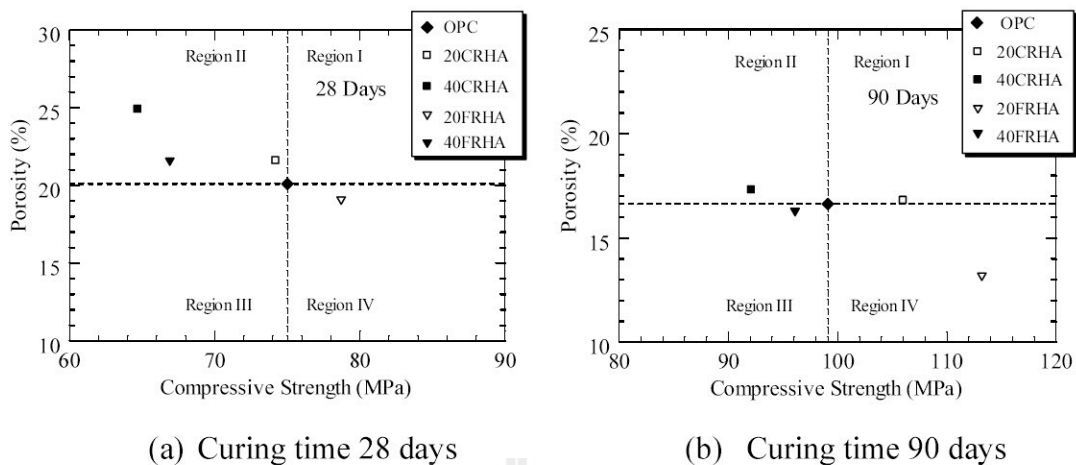 30
25
20
15
10
Porosity (%)
60
70
80
90
Compressive Strength (MPa)
Region II
Region I
28 Days
Region III
Region IV
OPC
20CRHA
40CRHA
20FRHA
40FRHA
(a) Curing time 28 days
25
20
15
10
Porosity (%)
80
90
100
110
120
Compressive Strength (MPa)
Region II
Region I
90 Days
Region III
Region IV
OPC
20CRHA
40CRHA
20FRHA
40FRHA
(b) Curing time 90 days